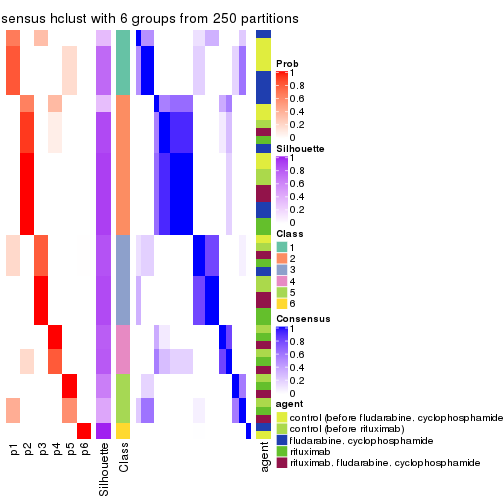 sensus hclust with 6 groups from 250 partitions
Prob
1
0.8
0.6
0.4
0.2
0
Silhouette
1
0.8
0.6
0.4
0.2
0
Class
1
2
3
4
5
6
Consensus
1
0.8
0.6
0.4
0.2
0
agent
control (before fludarabine. cyclophosphamide
control (before riluximab)
fludarabine. cyclophosphamide
riluximab
riluximab. fludarabine. cyclophosphamide
p1
p2
p3
p4
p5
p6
Silhouette
Class
agent